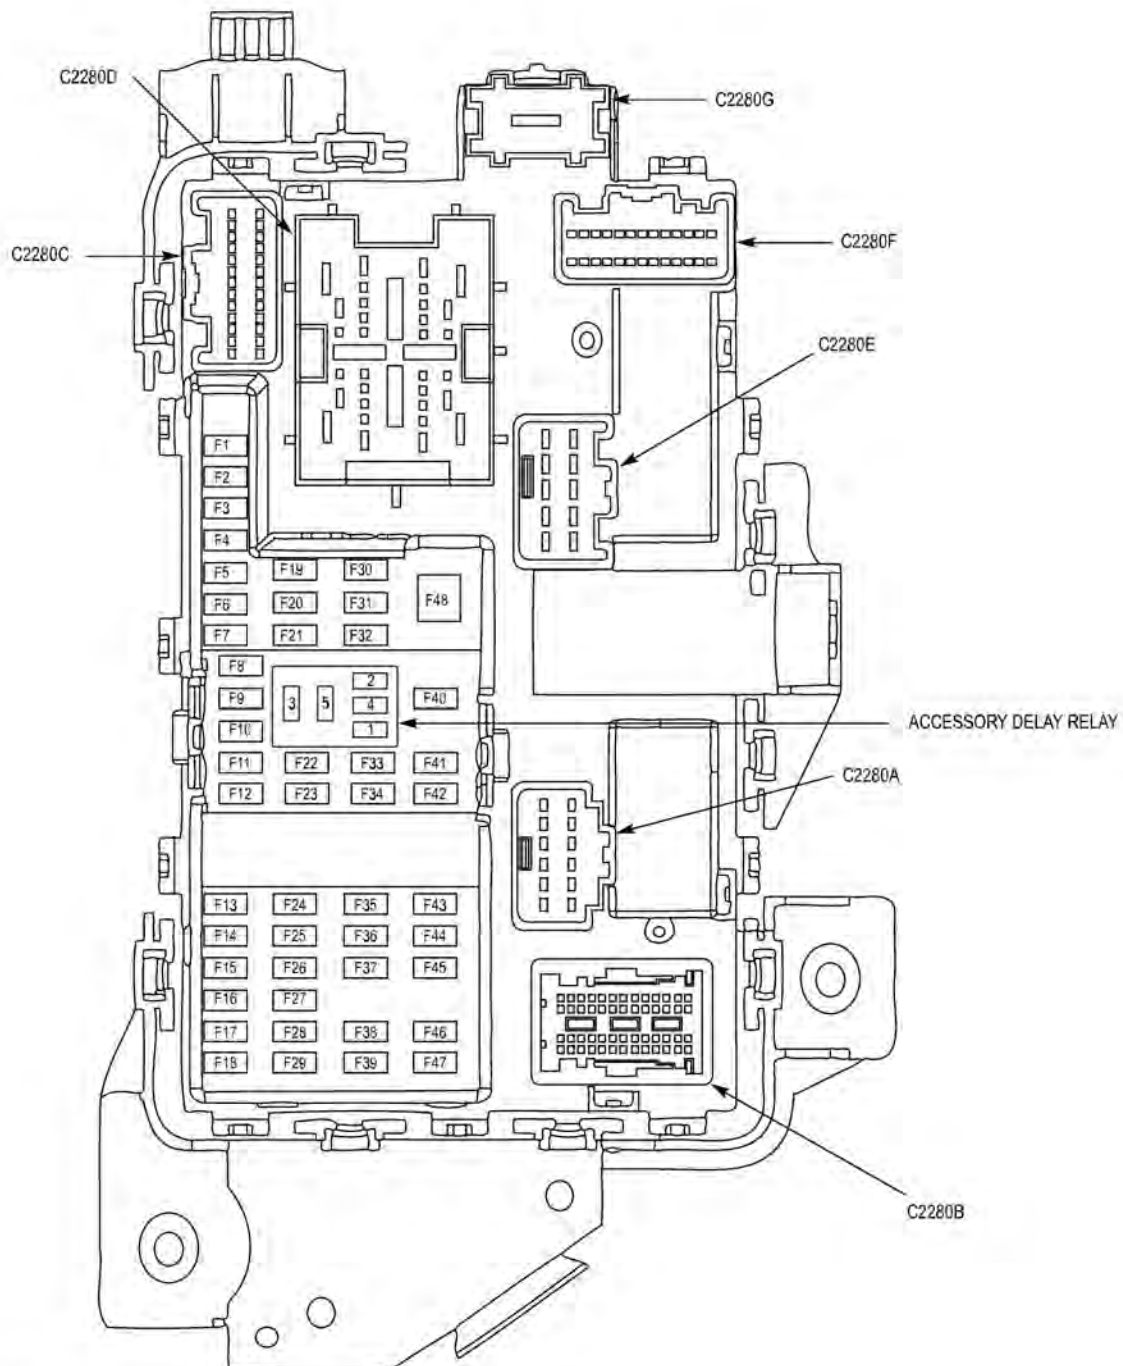 C2280D
C2280G
C2280C
C2280F
C2280E
F1
F2
F3
F4
F5 F19 F30
F6 F20 F31 F48
F7 F21 F32
F8
2
F9 3 5 4 F40
F10 1
ACCESSORY DELAY RELAY
F11 F22 F33 F41
F12 F23 F34 F42
C2280A
F13 F24 F35 F43
F14 F25 F36 F44
F15 F26 F37 F45
F16 F27
F17 F28 F38 F46
F18 F29 F39 F47
C2280B